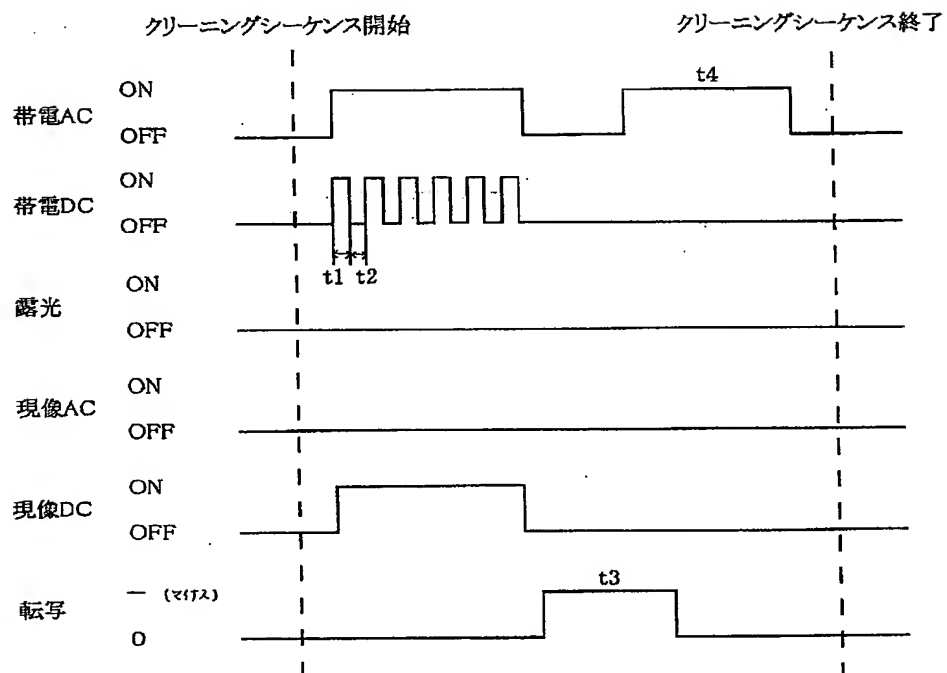 クリーニングシーケンス開始
クリーニングシーケンス終了
帯電AC
ON
OFF
t4
帯電DC
ON
OFF
t1
t2
露光
ON
OFF
現像AC
ON
OFF
現像DC
ON
OFF
転写
ー (マイナス)
0
t3